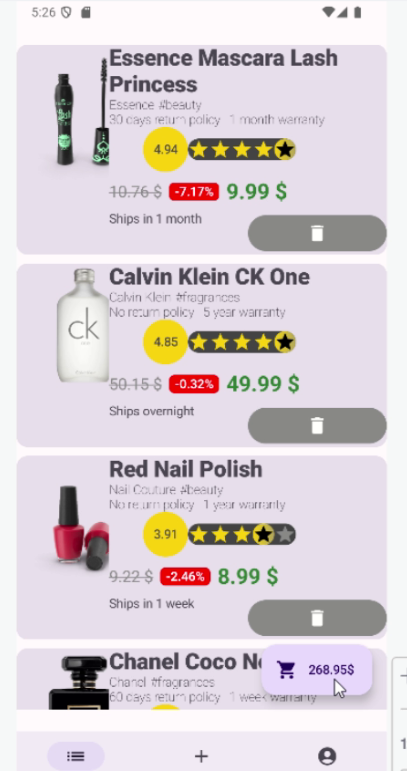 5:26
Essence Mascara Lash
Princess
Essence #beauty
30 days return policy 1 month warranty
4.94
10.76 $ -7.17% 9.99 $
Ships in 1 month
ck
Calvin Klein CK One
Calvin Klein #fragrances
No return policy 5 year warranty
4.85
50.15 $ -0.32% 49.99 $
Ships overnight
Red Nail Polish
Nail Couture #beauty
No return policy 1 year warranty
3.91
9.22 $ -2.46% 8.99 $
Ships in 1 week
Chanel Coco
Chanel #fragrances
60 days return policy 1 week warranty
268.95$